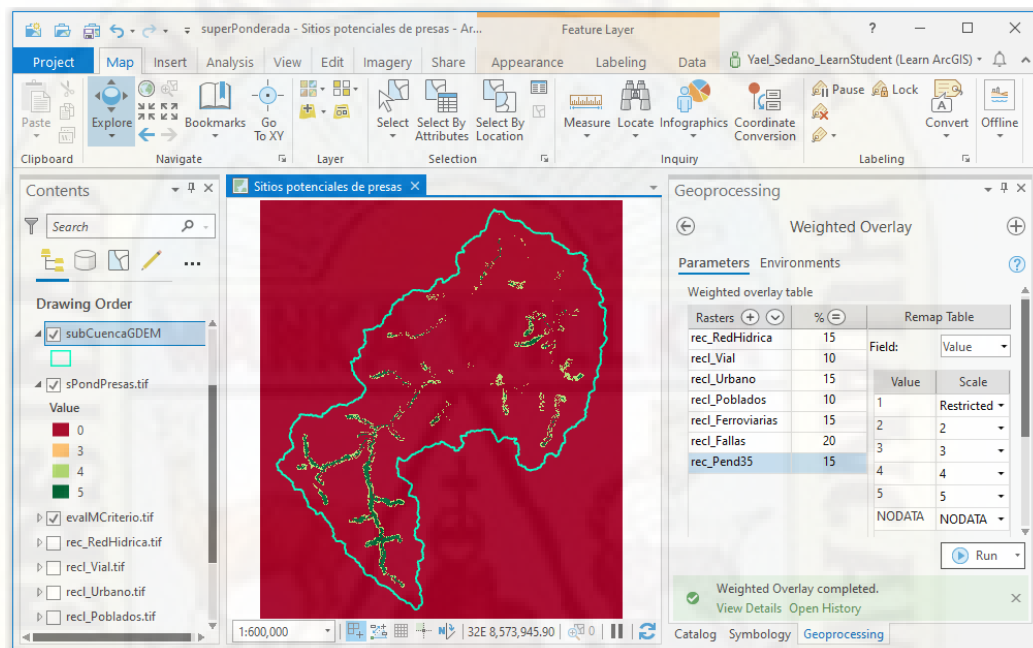 superPonderada - Sitios potenciales de presas - Ar...
Feature Layer
?
Project Map Insert Analysis View Edit Imagery Share Appearance Labeling Data Yael_Sedano_LearnStudent (Learn ArcGIS)
Paste
Explore
Bookmarks
Go To XY
Select
Select By Attributes
Select By Location
Measure
Locate
Infographics
Coordinate Conversion
Pause
Lock
Convert
Offline
Clipboard
Navigate
Layer
Selection
Inquiry
Labeling
Contents
Search
Drawing Order
subCuencaGDEM
sPondPresas.tif
Value
0
3
4
5
evalMCriterio.tif
rec_RedHidrica.tif
recl_Vial.tif
recl_Urbano.tif
recl_Poblados.tif
Sitios potenciales de presas
1:600,000
32E 8,573,945.90
0
Geoprocessing
Weighted Overlay
Parameters Environments
Weighted overlay table
Rasters % Remap Table
rec_RedHidrica 15
recl_Vial 10
recl_Urbano 15
recl_Poblados 10
recl_Ferroviarias 15
recl_Fallas 20
rec_Pend35 15
Field: Value
Value Scale
1 Restricted
2 2
3 3
4 4
5 5
NODATA NODATA
Run
Weighted Overlay completed.
View Details Open History
Catalog Symbology Geoprocessing